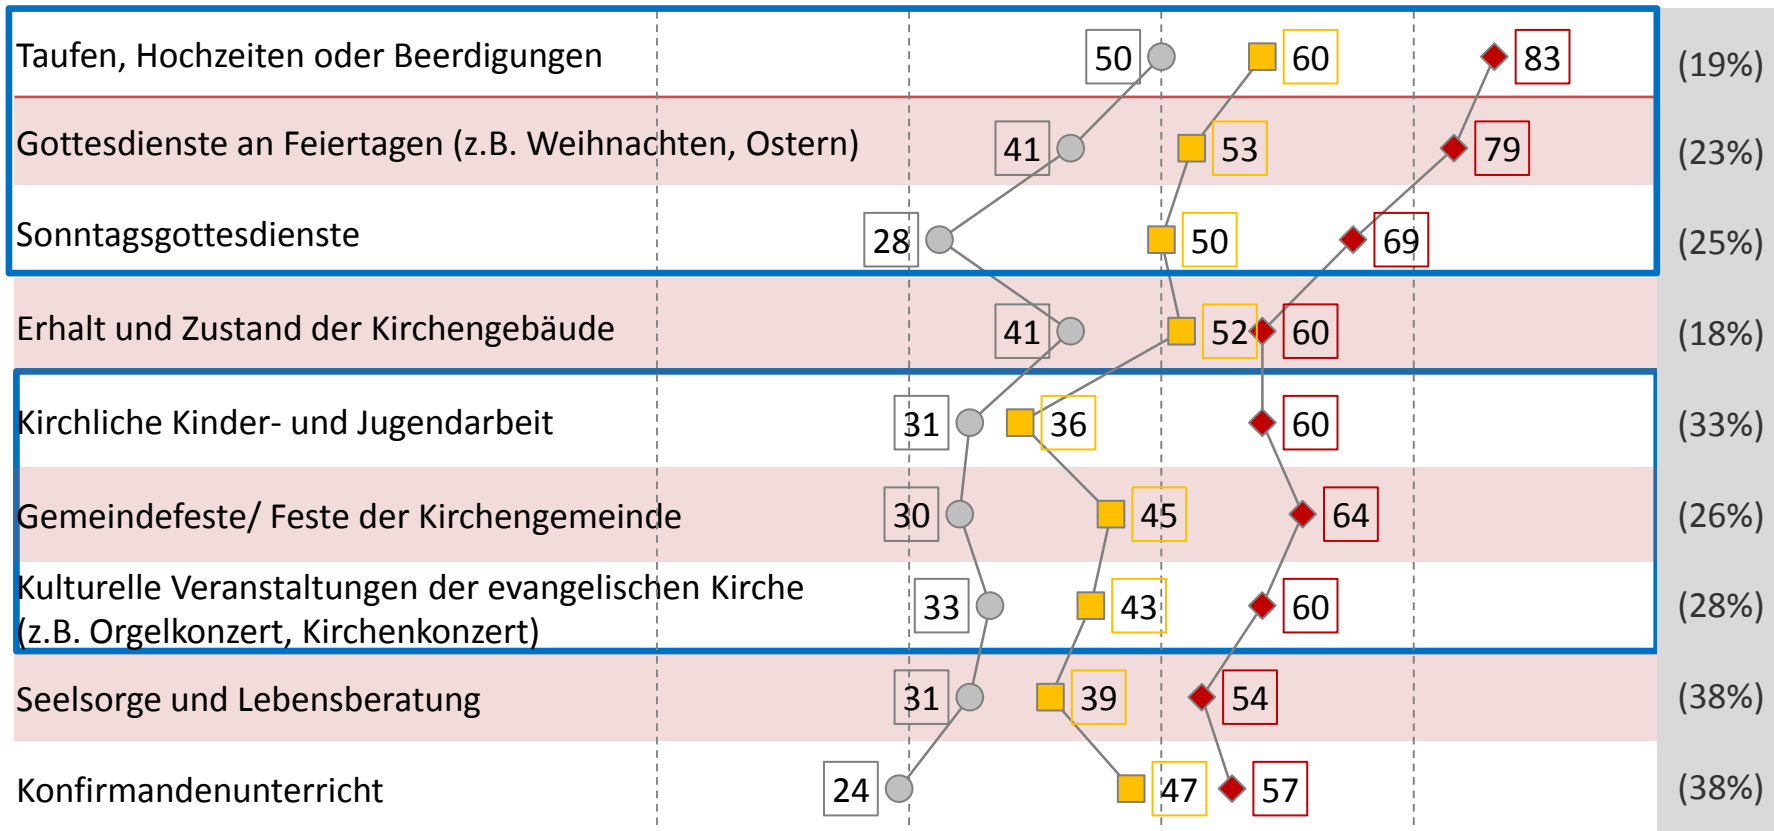 Taufen, Hochzeiten oder Beerdigungen 50 60 83 (19%)
Gottesdienste an Feiertagen (z.B. Weihnachten, Ostern) 41 53 79 (23%)
Sonntagsgottesdienste 28 50 69 (25%)
Erhalt und Zustand der Kirchengebäude 41 52 60 (18%)
Kirchliche Kinder- und Jugendarbeit 31 36 60 (33%)
Gemeindefeste/ Feste der Kirchengemeinde 30 45 64 (26%)
Kulturelle Veranstaltungen der evangelischen Kirche
(z.B. Orgelkonzert, Kirchenkonzert) 33 43 60 (28%)
Seelsorge und Lebensberatung 31 39 54 (38%)
Konfirmandenunterricht 24 47 57 (38%)